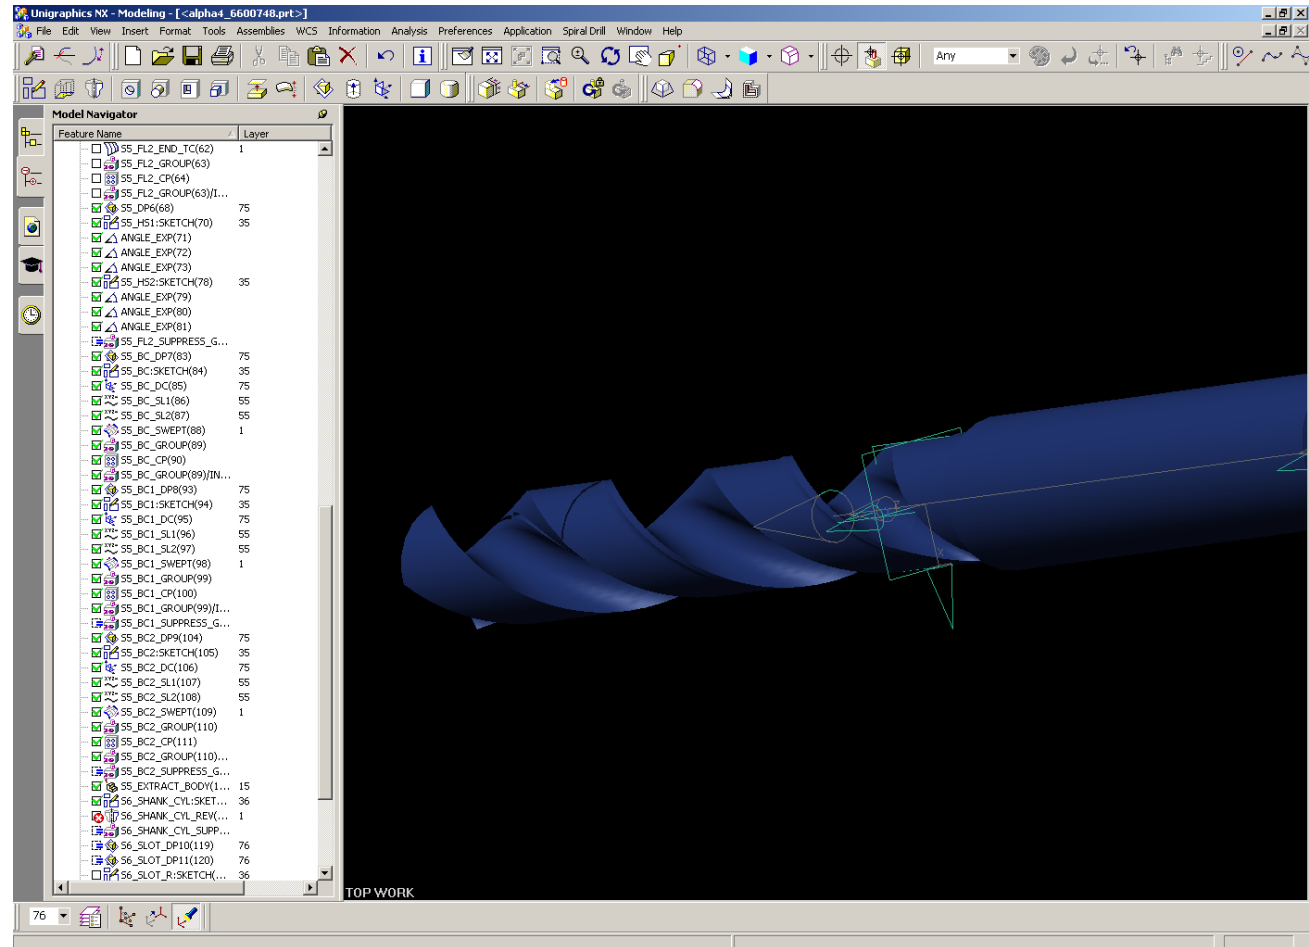 Unigraphics NX - Modeling - [<alpha4_6600748.prt>]
File Edit View Insert Format Tools Assemblies WCS Information Analysis Preferences Application Spiral Drill Window Help
Any
Model Navigator
Feature Name Layer
S5_FL2_END_TC(62) 1
S5_FL2_GROUP(63)
S5_FL2_CP(64)
S5_FL2_GROUP(63)/I...
S5_DP6(68) 75
S5_HS1:SKETCH(70) 35
ANGLE_EXP(71)
ANGLE_EXP(72)
ANGLE_EXP(73)
S5_HS2:SKETCH(78) 35
ANGLE_EXP(79)
ANGLE_EXP(80)
ANGLE_EXP(81)
S5_FL2_SUPPRESS_G...
S5_BC_DP7(83) 75
S5_BC:SKETCH(84) 35
S5_BC_DC(85) 75
S5_BC_SL1(86) 55
S5_BC_SL2(87) 55
S5_BC_SWEPT(88) 1
S5_BC_GROUP(89)
S5_BC_CP(90)
S5_BC_GROUP(89)/IN...
S5_BC1_DP8(93) 75
S5_BC1:SKETCH(94) 35
S5_BC1_DC(95) 75
S5_BC1_SL1(96) 55
S5_BC1_SL2(97) 55
S5_BC1_SWEPT(98) 1
S5_BC1_GROUP(99)
S5_BC1_CP(100)
S5_BC1_GROUP(99)/I...
S5_BC1_SUPPRESS_G...
S5_BC2_DP9(104) 75
S5_BC2:SKETCH(105) 35
S5_BC2_DC(106) 75
S5_BC2_SL1(107) 55
S5_BC2_SL2(108) 55
S5_BC2_SWEPT(109) 1
S5_BC2_GROUP(110)
S5_BC2_CP(111)
S5_BC2_GROUP(110)...
S5_BC2_SUPPRESS_G...
S5_EXTRACT_BODY(1... 15
S6_SHANK_CYL:SKET... 36
S6_SHANK_CYL_REV(... 1
S6_SHANK_CYL_SUPP...
S6_SLOT_DP10(119) 76
S6_SLOT_DP11(120) 76
S6_SLOT_R:SKETCH(... 36
TOP WORK
76